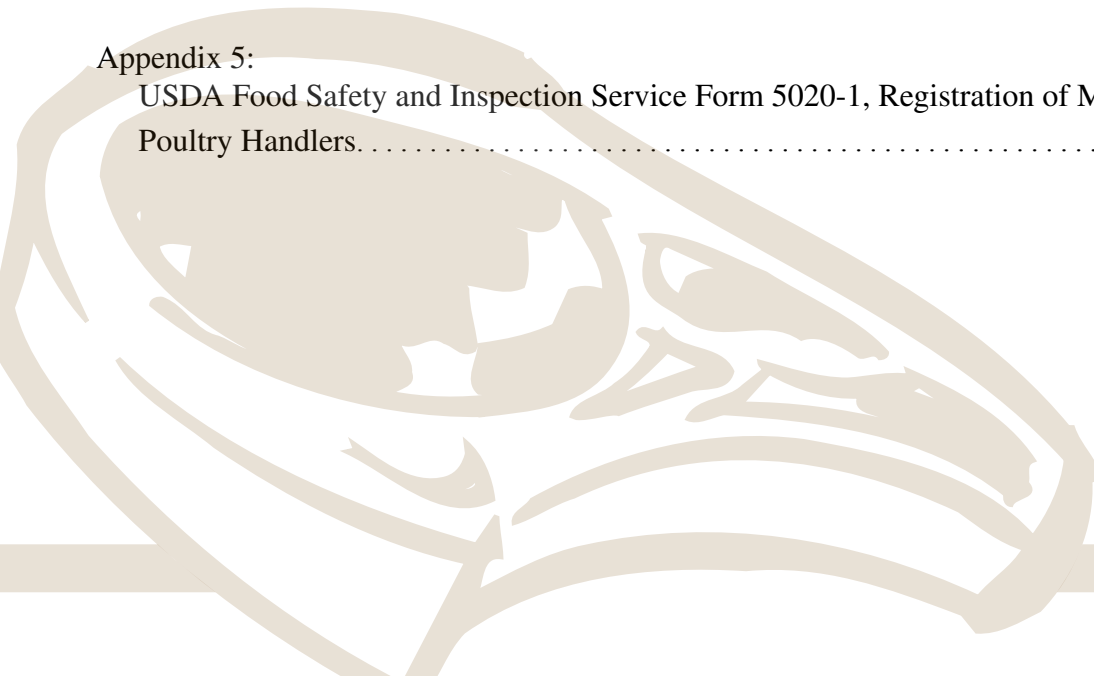 Appendix 5:
USDA Food Safety and Inspection Service Form 5020-1, Registration of M
Poultry Handlers. . . . . . . . . . . . . . . . . . . . . . . . . . . . . . . . . . . . . . . . . . . . . . . . . . . . . . . . . . . . .